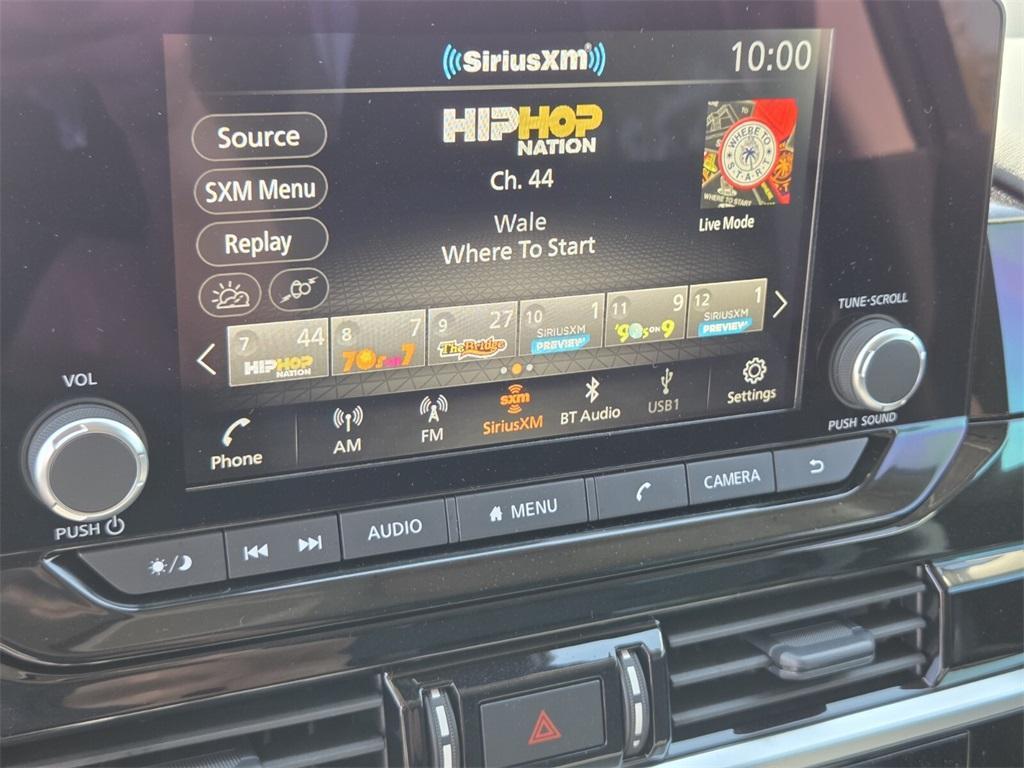 SiriusXM
10:00
Source
HIPHOP
NATION
WHERE TO
START
WHERE TO START
SXM Menu
Ch. 44
Live Mode
Replay
Wale
Where To Start
7 44
HIPHOP
NATION
8 7
70s on 7
9 27
The Bridge
10 1
SIRIUSXM
PREVIEW
11 9
'90s ON 9
12 1
SIRIUSXM
PREVIEW
TUNE·SCROLL
PUSH SOUND
VOL
PUSH
Phone
AM
FM
sxm
SiriusXM
BT Audio
USB1
Settings
AUDIO
MENU
CAMERA